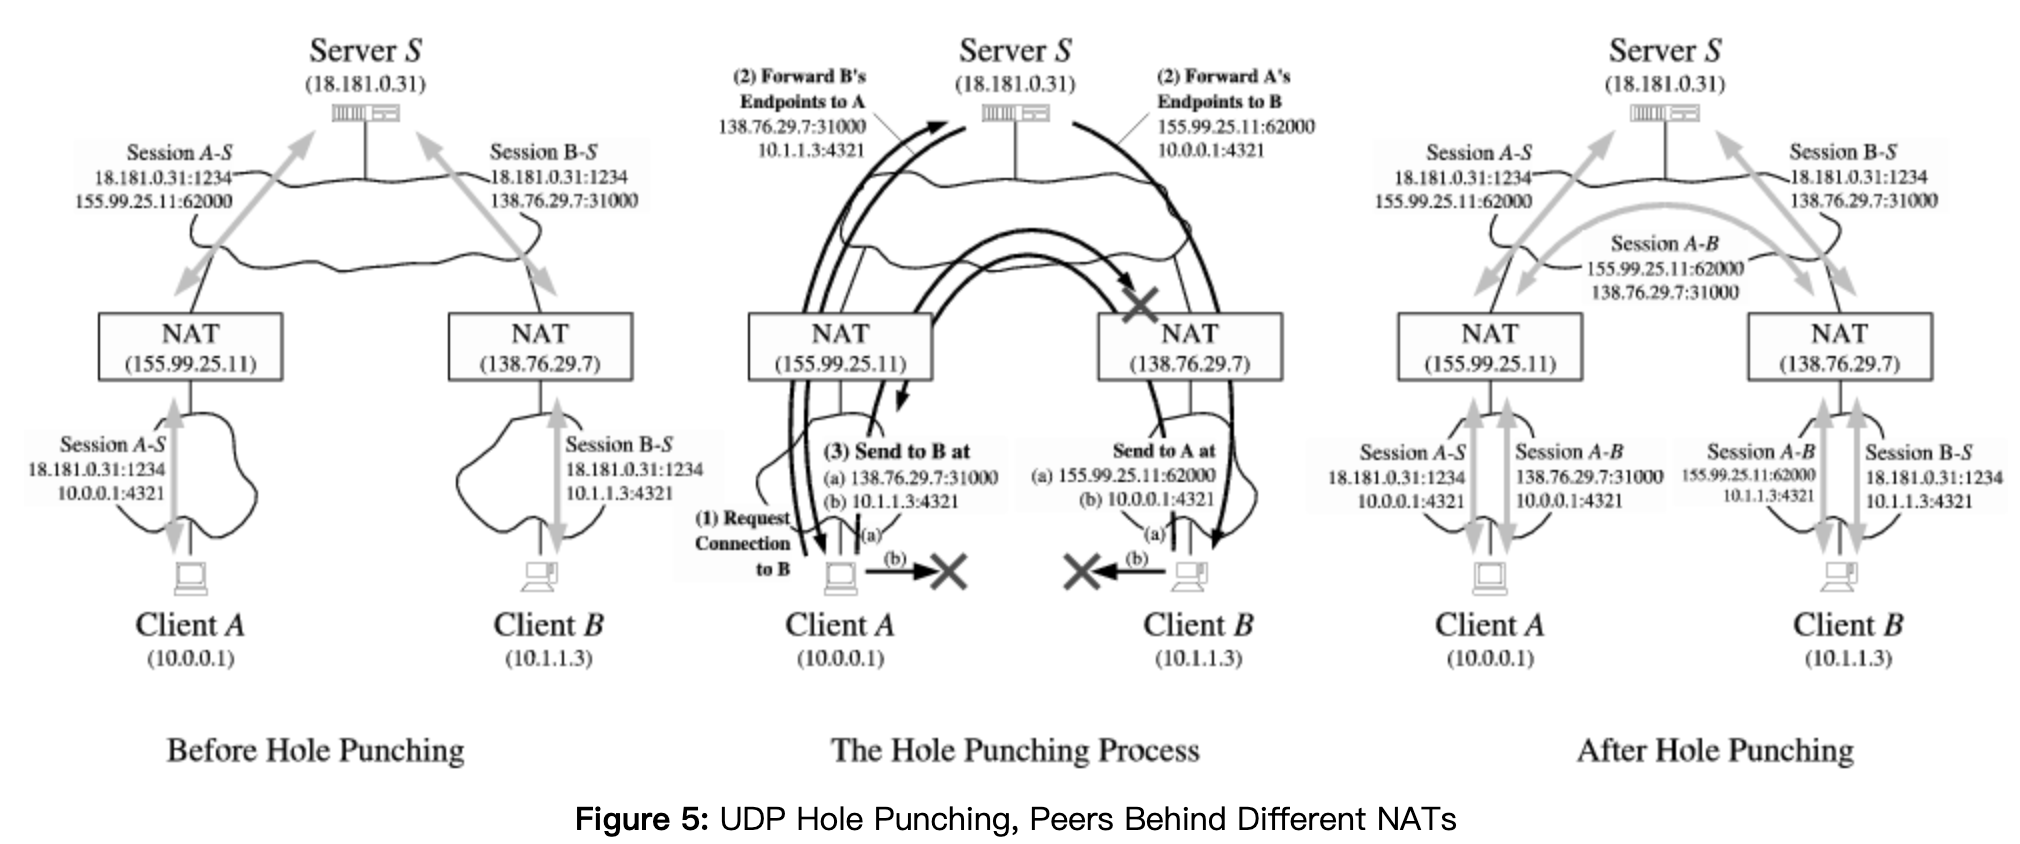 Server S
(18.181.0.31)
Session A-S
18.181.0.31:1234
155.99.25.11:62000
Session B-S
18.181.0.31:1234
138.76.29.7:31000
NAT
(155.99.25.11)
NAT
(138.76.29.7)
Session A-S
18.181.0.31:1234
10.0.0.1:4321
Session B-S
18.181.0.31:1234
10.1.1.3:4321
Client A
(10.0.0.1)
Client B
(10.1.1.3)
Before Hole Punching
Server S
(18.181.0.31)
(2) Forward B's
Endpoints to A
138.76.29.7:31000
10.1.1.3:4321
(2) Forward A's
Endpoints to B
155.99.25.11:62000
10.0.0.1:4321
NAT
(155.99.25.11)
NAT
(138.76.29.7)
(3) Send to B at
(a) 138.76.29.7:31000
(b) 10.1.1.3:4321
Send to A at
(a) 155.99.25.11:62000
(b) 10.0.0.1:4321
(1) Request
Connection
to B
(a)
(b)
(a)
(b)
Client A
(10.0.0.1)
Client B
(10.1.1.3)
The Hole Punching Process
Server S
(18.181.0.31)
Session A-S
18.181.0.31:1234
155.99.25.11:62000
Session B-S
18.181.0.31:1234
138.76.29.7:31000
Session A-B
155.99.25.11:62000
138.76.29.7:31000
NAT
(155.99.25.11)
NAT
(138.76.29.7)
Session A-S
18.181.0.31:1234
10.0.0.1:4321
Session A-B
138.76.29.7:31000
10.0.0.1:4321
Session A-B
155.99.25.11:62000
10.1.1.3:4321
Session B-S
18.181.0.31:1234
10.1.1.3:4321
Client A
(10.0.0.1)
Client B
(10.1.1.3)
After Hole Punching
Figure 5: UDP Hole Punching, Peers Behind Different NATs